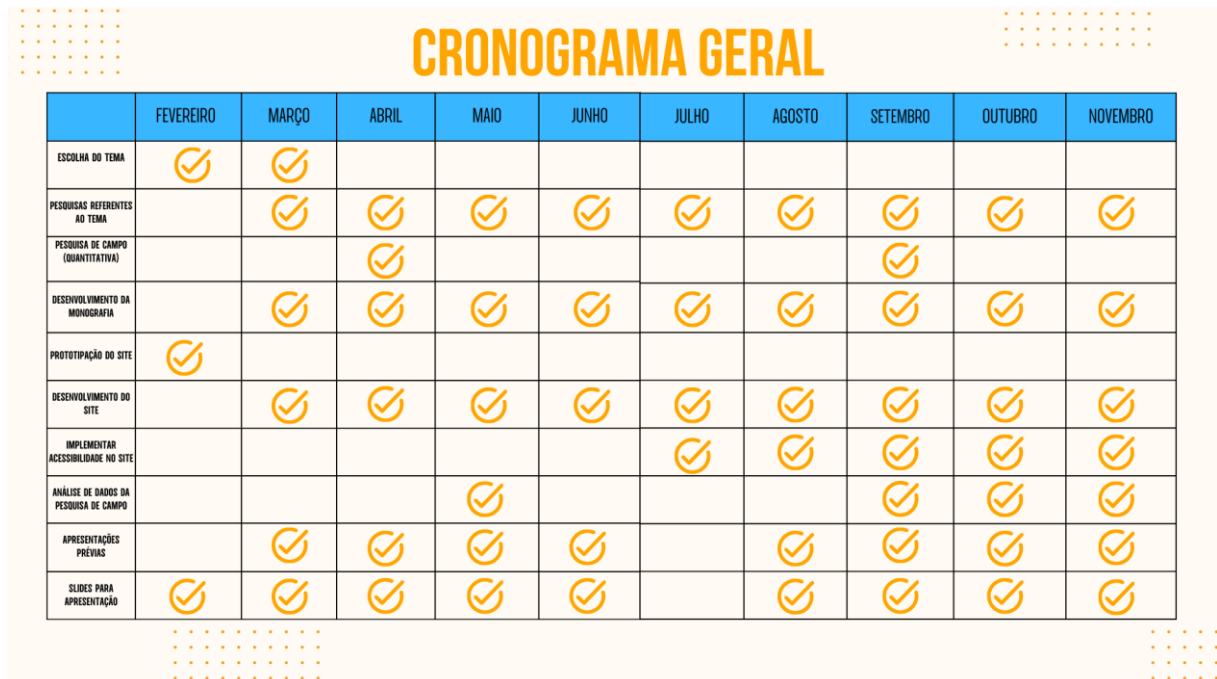 CRONOGRAMA GERAL
FEVEREIRO MARÇO ABRIL MAIO JUNHO JULHO AGOSTO SETEMBRO OUTUBRO NOVEMBRO
ESCOLHA DO TEMA
PESQUISAS REFERENTES
AO TEMA
PESQUISA DE CAMPO
(QUANTITATIVA)
DESENVOLVIMENTO DA
MONOGRAFIA
PROTOTIPAÇÃO DO SITE
DESENVOLVIMENTO DO
SITE
IMPLEMENTAR
ACESSIBILIDADE NO SITE
ANÁLISE DE DADOS DA
PESQUISA DE CAMPO
APRESENTAÇÕES
PRÉVIAS
SLIDES PARA
APRESENTAÇÃO